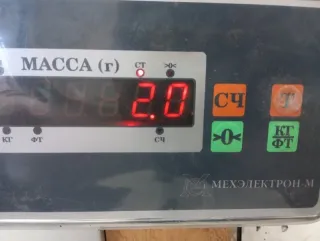 МАССА (г) СТ >0<
2.0 СЧ Т
КГ ФТ СЧ >0< КГ/ФТ
МЕХЭЛЕКТРОН-М